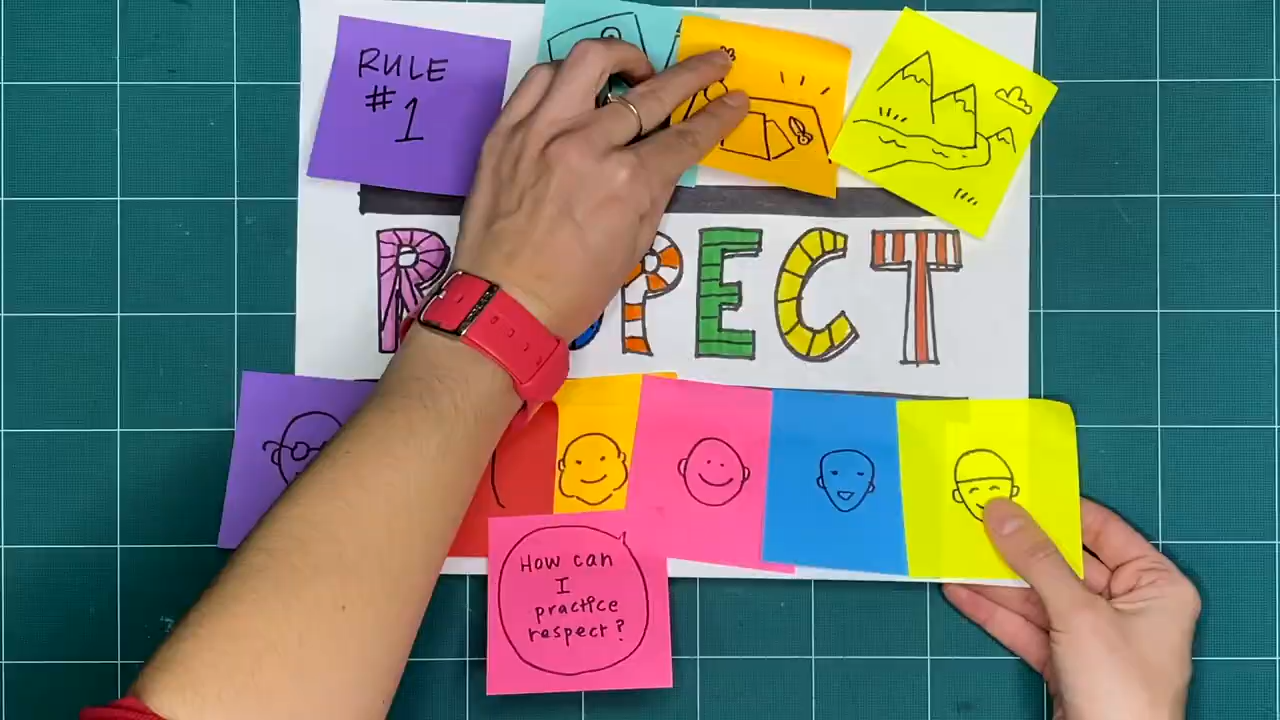 RULE
#1
R PECT
How can
I
practice
respect?